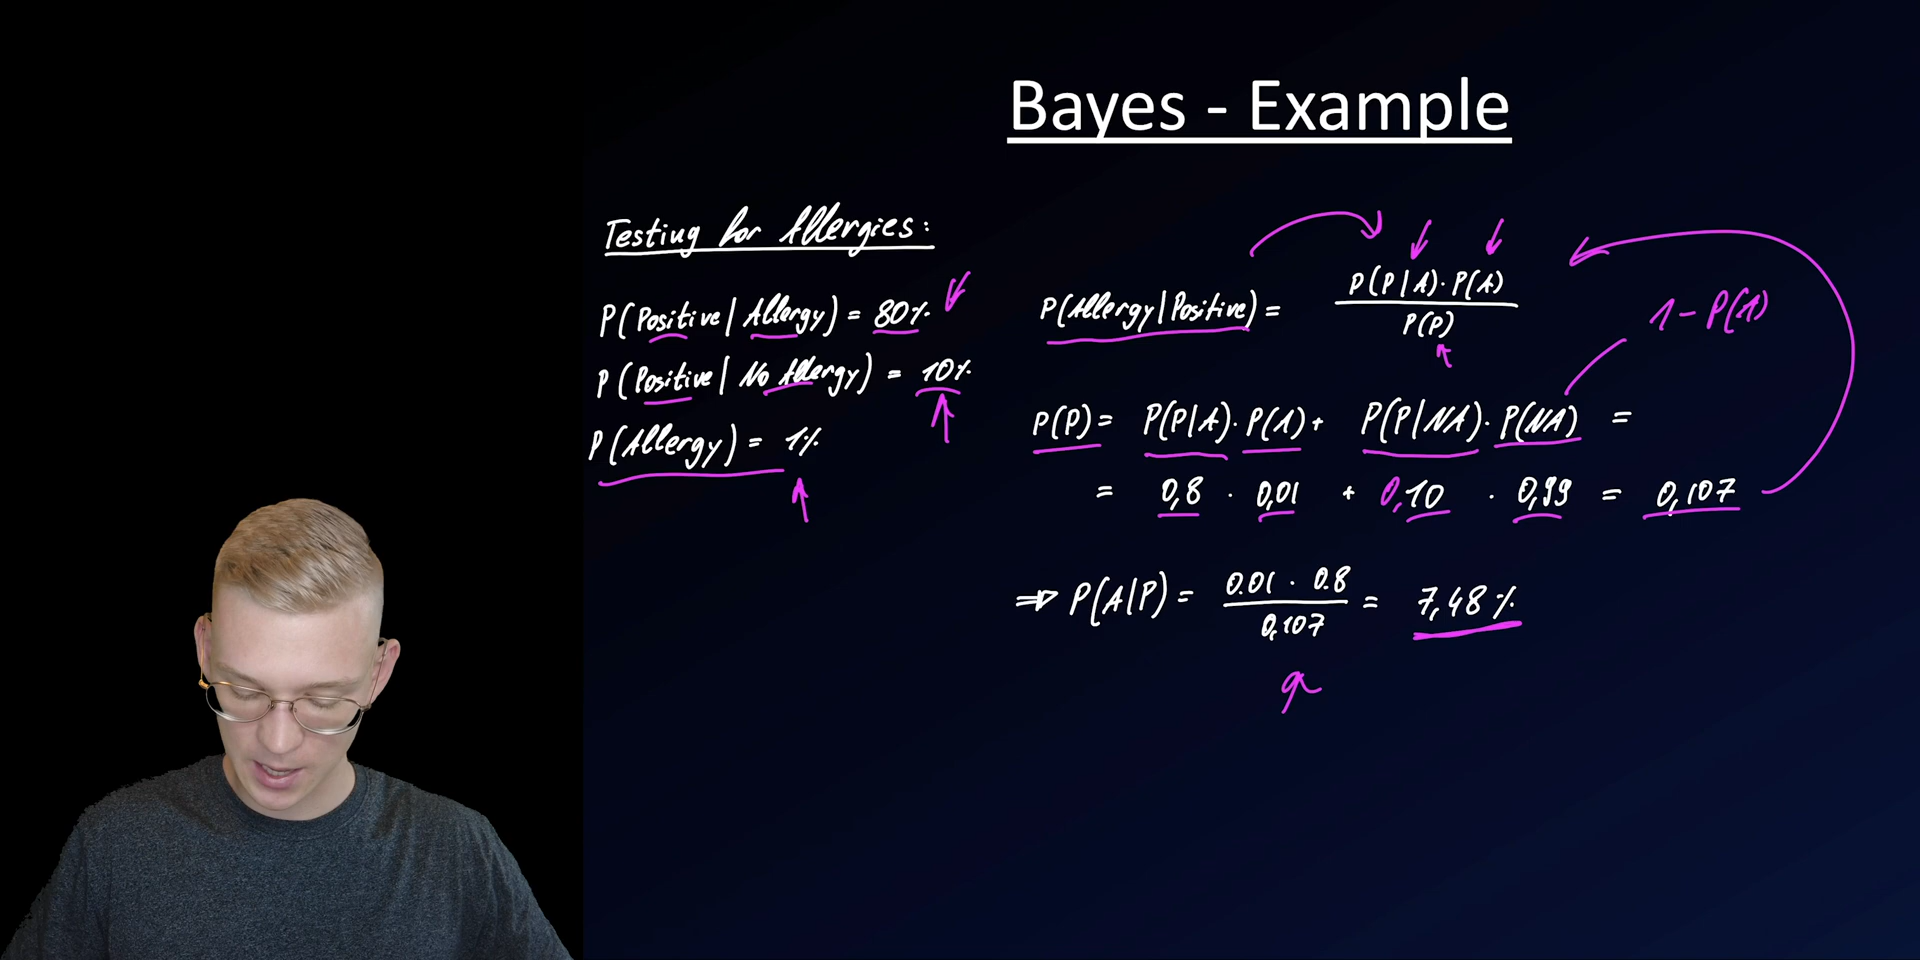 Bayes - Example
Testing for Allergies:
P(Positive | Allergy) = 80%
P(Positive | No Allergy) = 10%
P(Allergy) = 1%
P(Allergy|Positive) = P(P|A) · P(A) / P(P)
1 - P(A)
P(P) = P(P|A) · P(A) + P(P|NA) · P(NA) =
= 0,8 · 0,01 + 0,10 · 0,99 = 0,107
⇒ P(A|P) = 0.01 · 0.8 / 0,107 = 7,48%